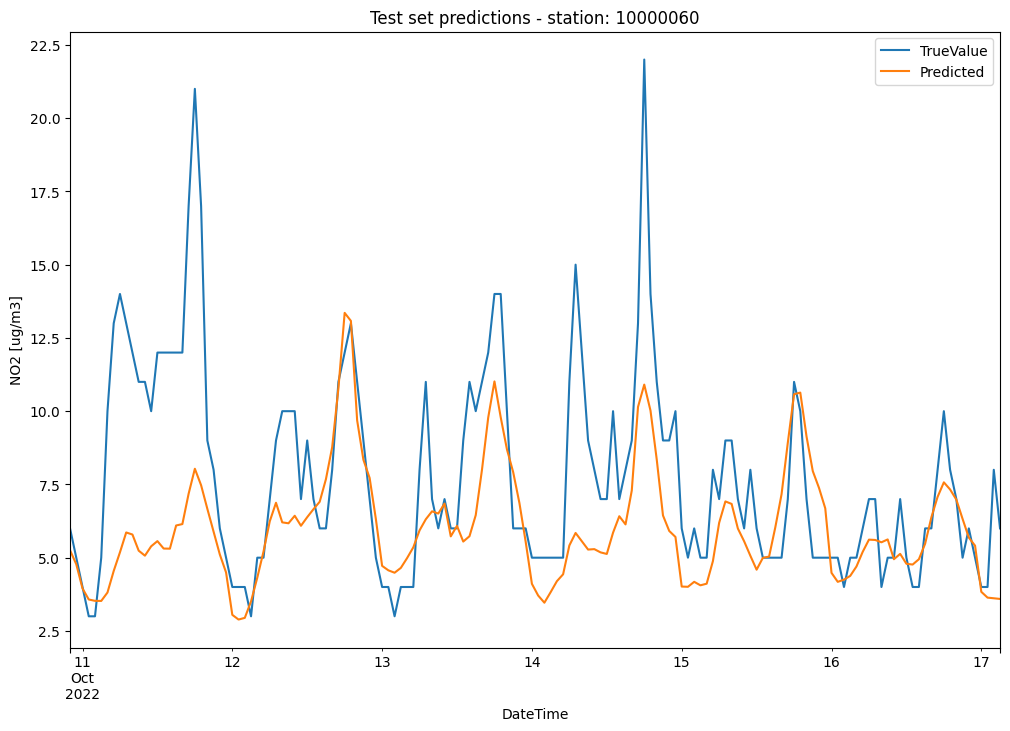 Test set predictions - station: 10000060
TrueValue
Predicted
NO2 [ug/m3]
22.5
20.0
17.5
15.0
12.5
10.0
7.5
5.0
2.5
11 12 13 14 15 16 17
Oct
2022
DateTime